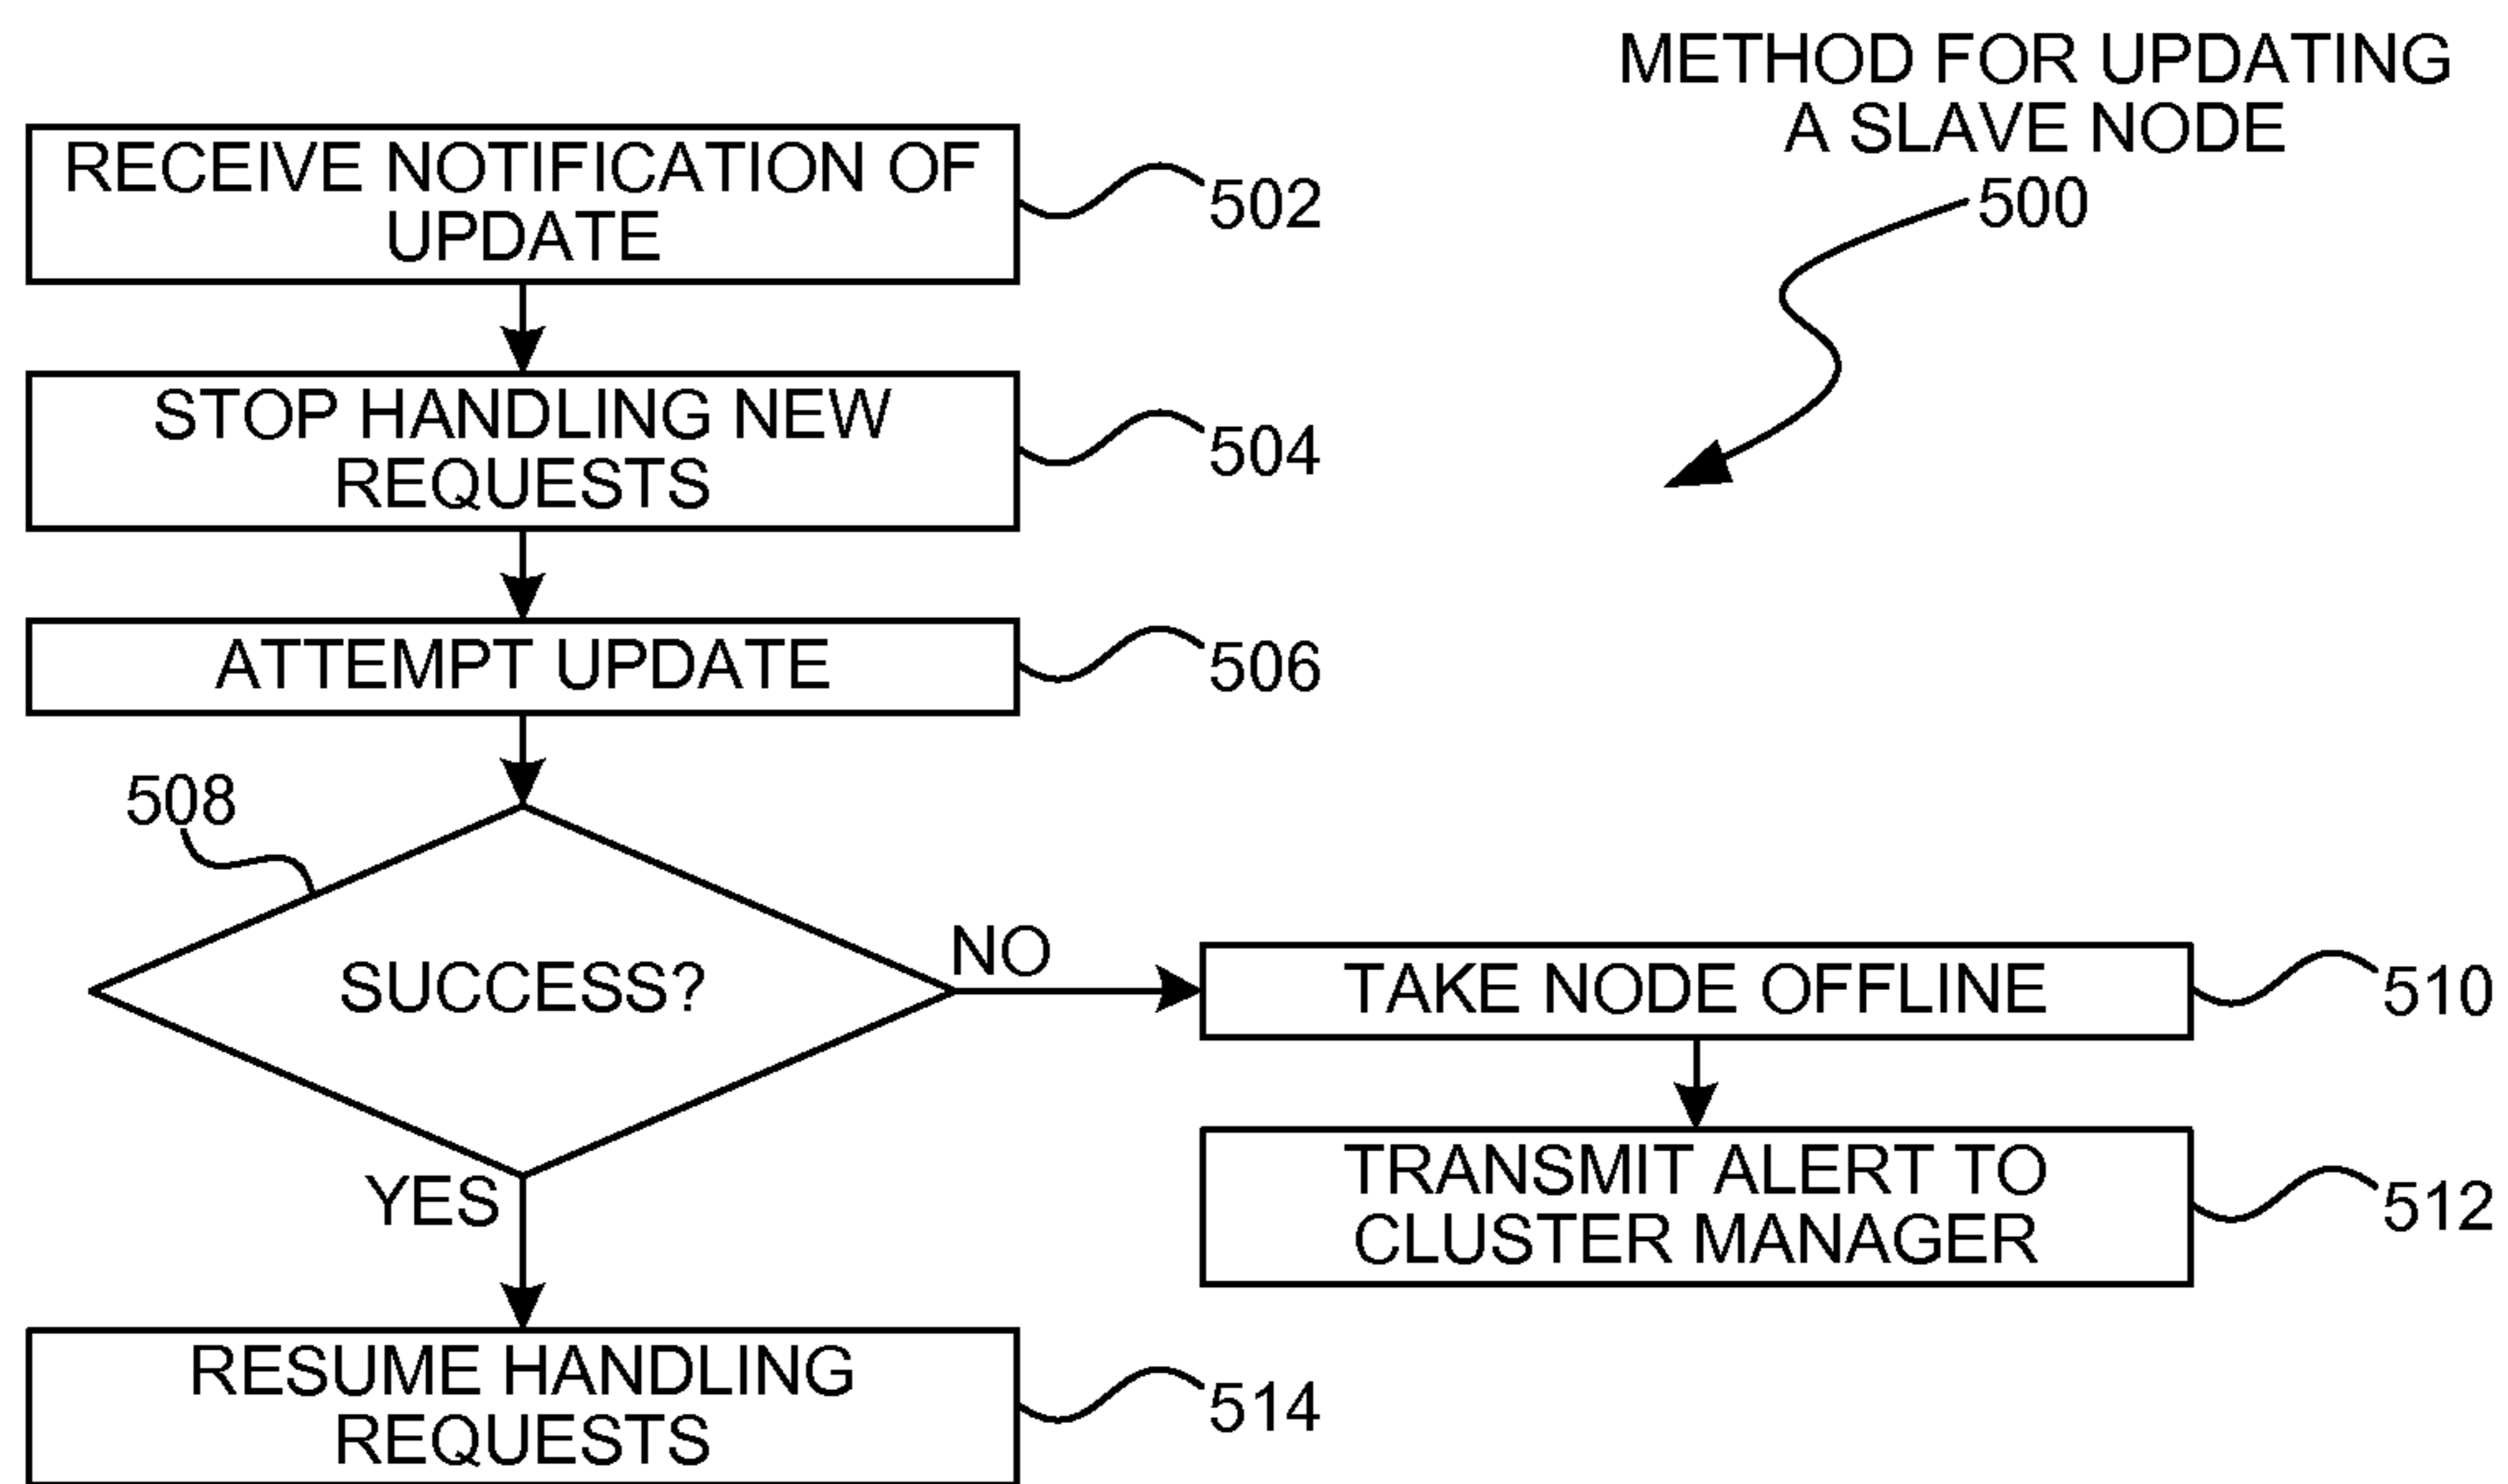 METHOD FOR UPDATING
A SLAVE NODE
500
RECEIVE NOTIFICATION OF
UPDATE
502
STOP HANDLING NEW
REQUESTS
504
ATTEMPT UPDATE
506
508
SUCCESS?
NO
YES
TAKE NODE OFFLINE
510
TRANSMIT ALERT TO
CLUSTER MANAGER
512
RESUME HANDLING
REQUESTS
514